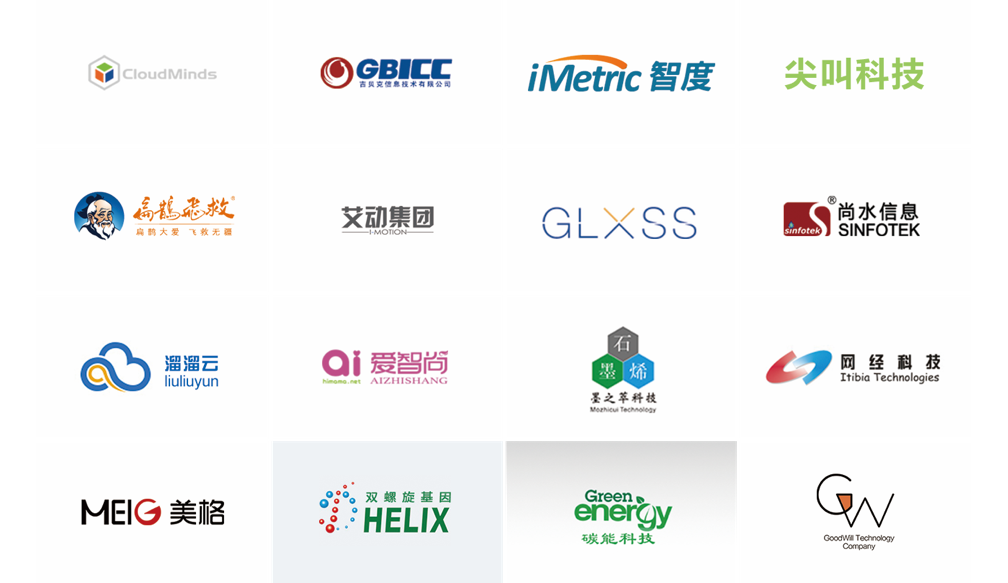 CloudMinds
GBICC
吉贝克信息技术有限公司
iMetric 智度
尖叫科技
扁鹊飞救®
扁鹊大爱 飞救无疆
艾动集团
I·MOTION
GLXSS
sinfotek
®
尚水信息
SINFOTEK
溜溜云
liuliuyun
ai
himama.net
爱智尚
AIZHISHANG
石
墨 烯
墨之萃科技
Mozhicui Technology
网经科技
Itibia Technologies
MEIG 美格
双螺旋基因
HELIX
Green
energy
碳能科技
GW
GoodWill Technology
Company